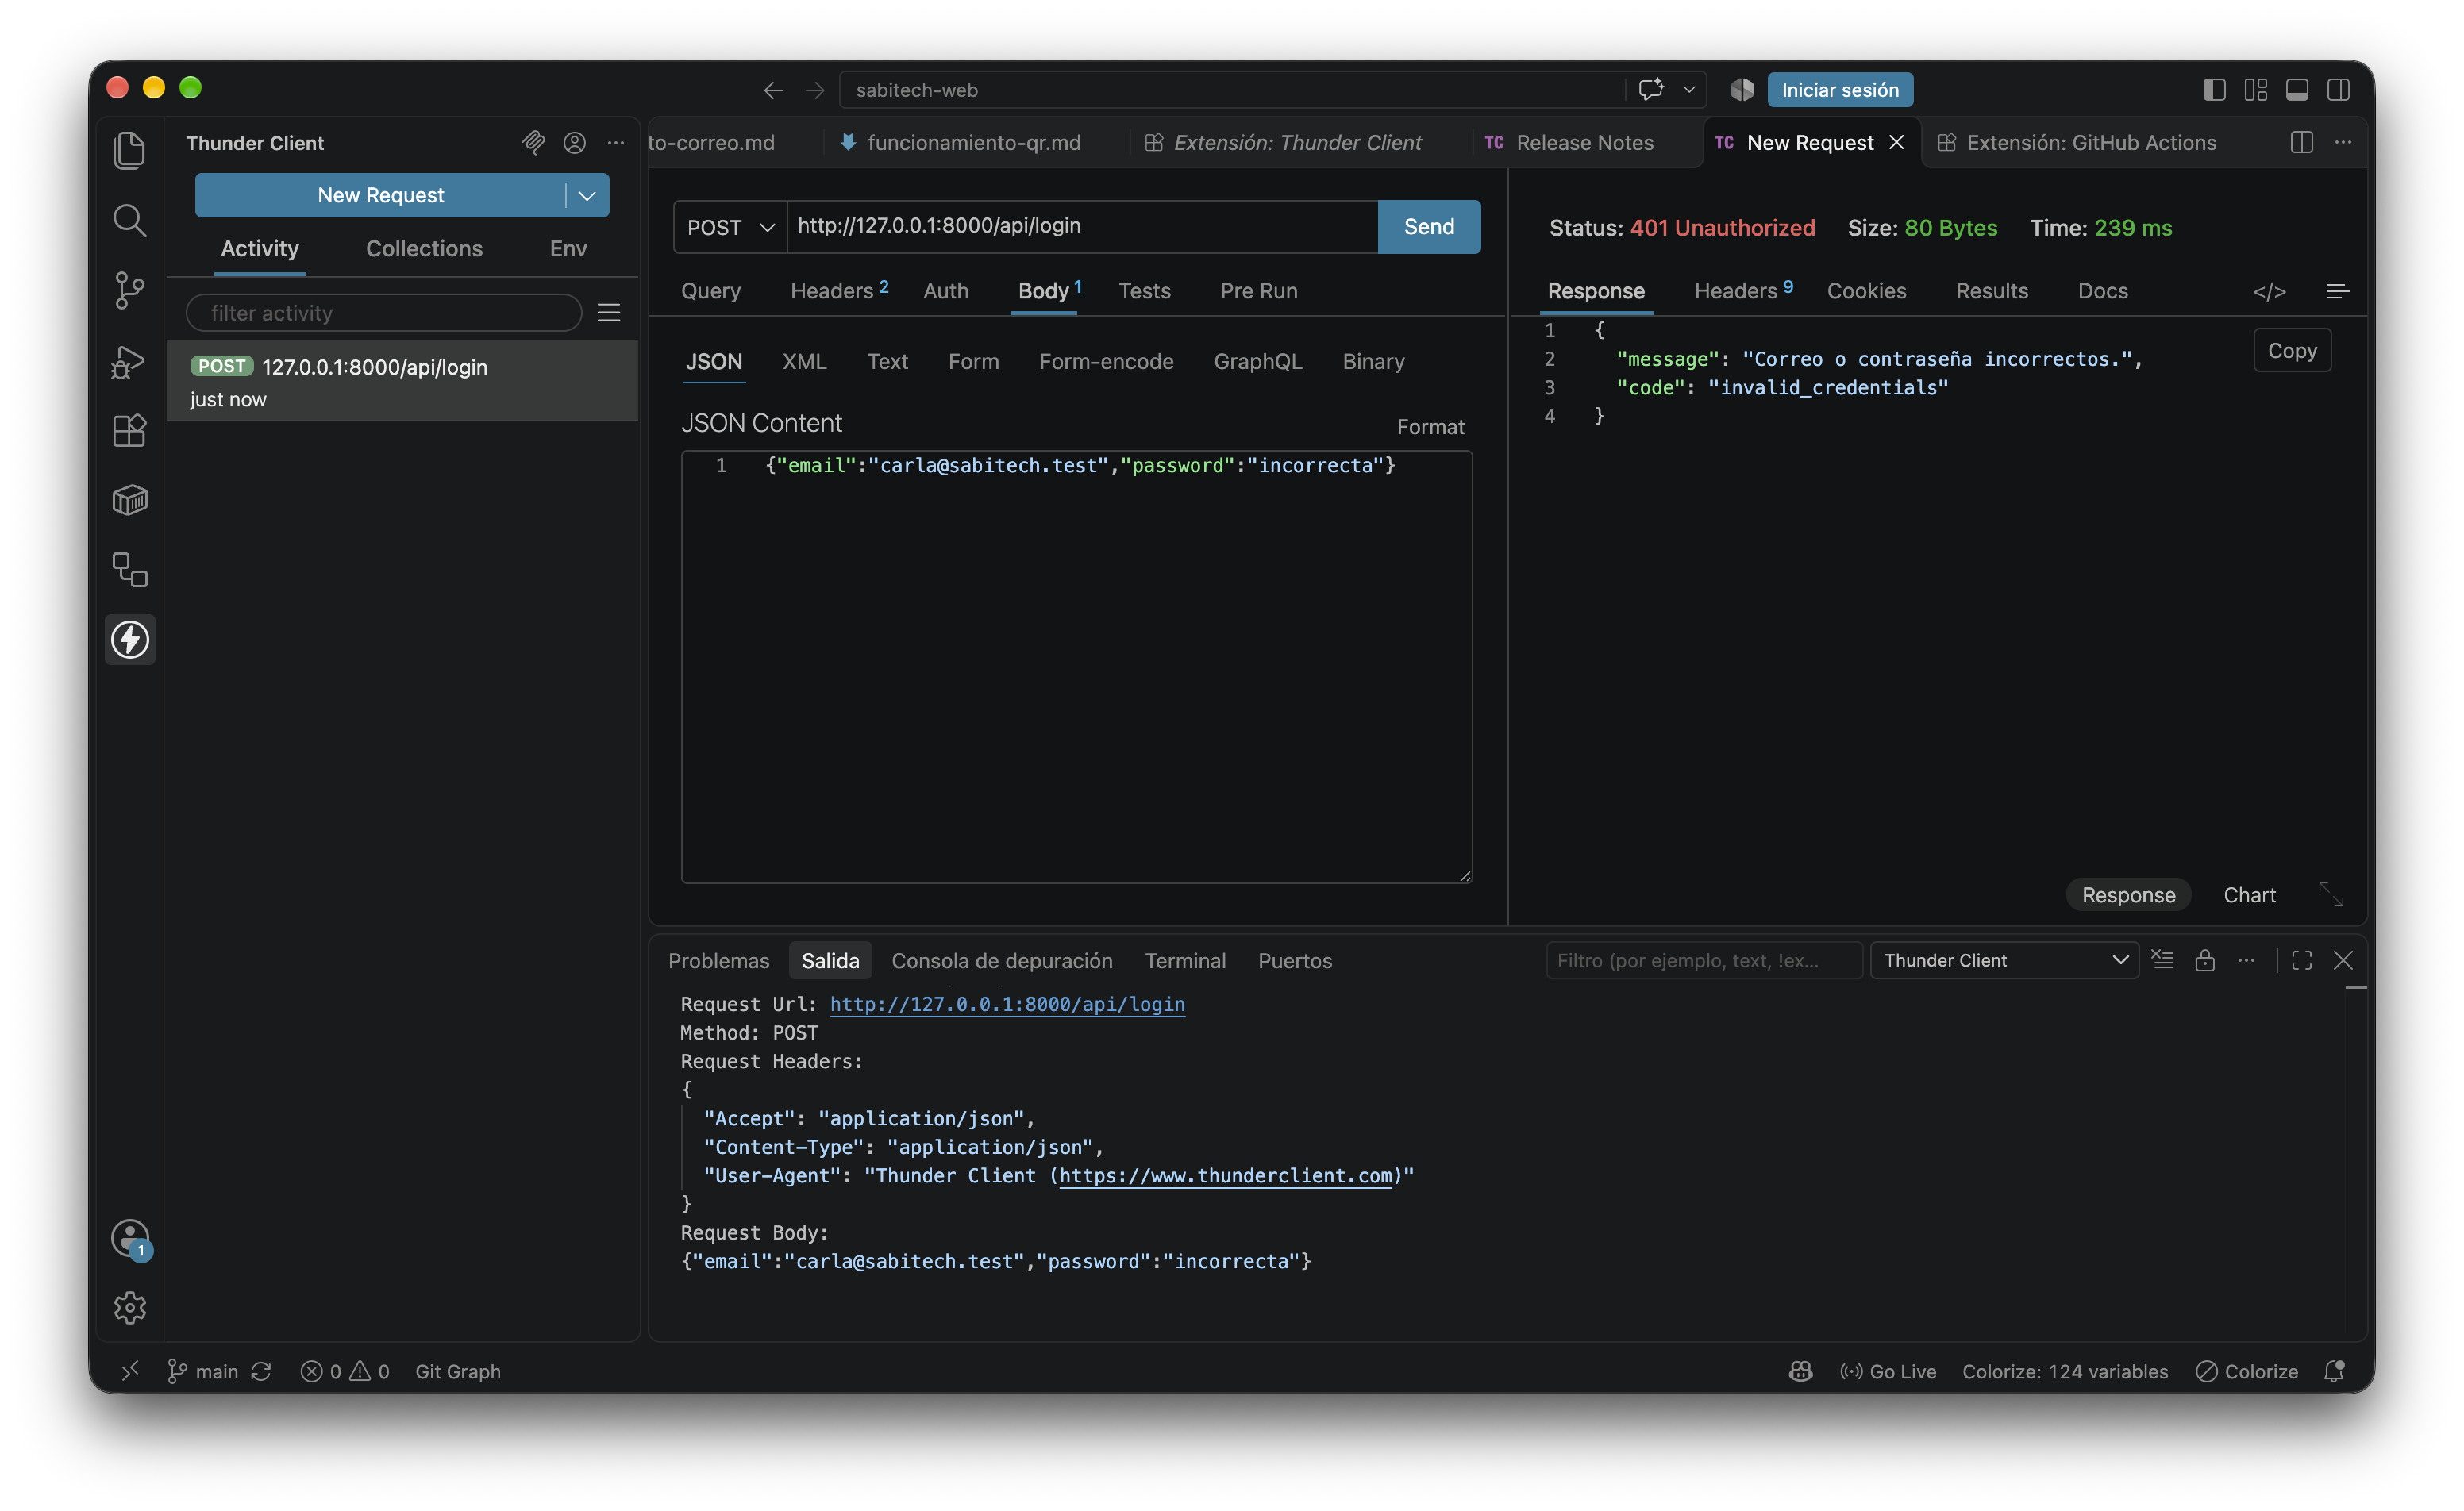 sabitech-web
Iniciar sesión
Thunder Client
New Request
Activity
Collections
Env
filter activity
POST 127.0.0.1:8000/api/login
just now
to-correo.md
funcionamiento-qr.md
Extensión: Thunder Client
TC Release Notes
TC New Request
Extensión: GitHub Actions
POST
http://127.0.0.1:8000/api/login
Send
Query
Headers 2
Auth
Body 1
Tests
Pre Run
JSON
XML
Text
Form
Form-encode
GraphQL
Binary
JSON Content
Format
1 {"email":"carla@sabitech.test","password":"incorrecta"}
Status: 401 Unauthorized Size: 80 Bytes Time: 239 ms
Response
Headers 9
Cookies
Results
Docs
</>
1 {
2 "message": "Correo o contraseña incorrectos.",
3 "code": "invalid_credentials"
4 }
Copy
Response
Chart
Problemas
Salida
Consola de depuración
Terminal
Puertos
Filtro (por ejemplo, text, !ex...
Thunder Client
Request Url: http://127.0.0.1:8000/api/login
Method: POST
Request Headers:
{
"Accept": "application/json",
"Content-Type": "application/json",
"User-Agent": "Thunder Client (https://www.thunderclient.com)"
}
Request Body:
{"email":"carla@sabitech.test","password":"incorrecta"}
1
main
0
0
Git Graph
Go Live
Colorize: 124 variables
Colorize